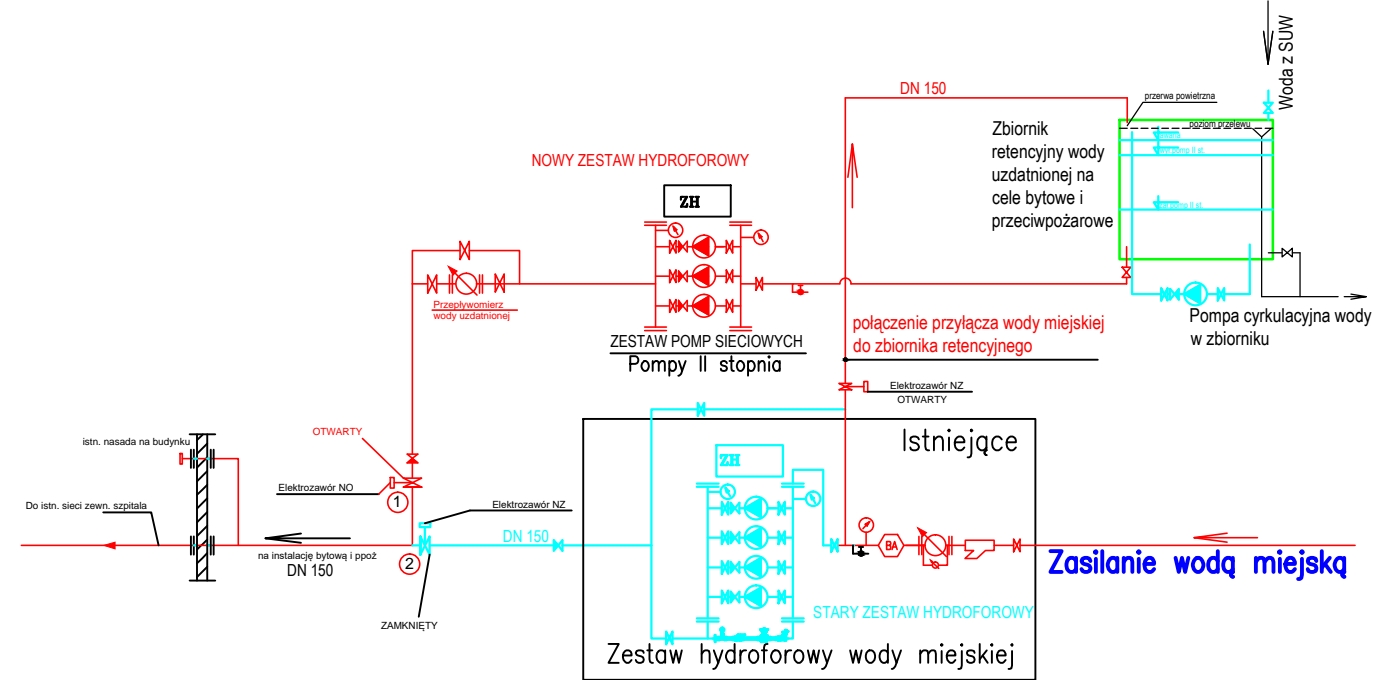 Woda z SUW
DN 150
przerwa powietrzna
poziom przelewu
Zbiornik
retencyjny wody
uzdatnionej na
cele bytowe i
przeciwpożarowe
NOWY ZESTAW HYDROFOROWY
ZH
Przepływomierz
wody uzdatnionej
ZESTAW POMP SIECIOWYCH
Pompy II stopnia
połączenie przyłącza wody miejskiej
do zbiornika retencyjnego
Pompa cyrkulacyjna wody
w zbiorniku
Elektrozawór NZ
OTWARTY
Istniejące
OTWARTY
istn. nasada na budynku
ZH
Elektrozawór NO
1
Elektrozawór NZ
Do istn. sieci zewn. szpitala
DN 150
BA
na instalację bytową i ppoż
DN 150
2
Zasilanie wodą miejską
ZAMKNIĘTY
STARY ZESTAW HYDROFOROWY
Zestaw hydroforowy wody miejskiej